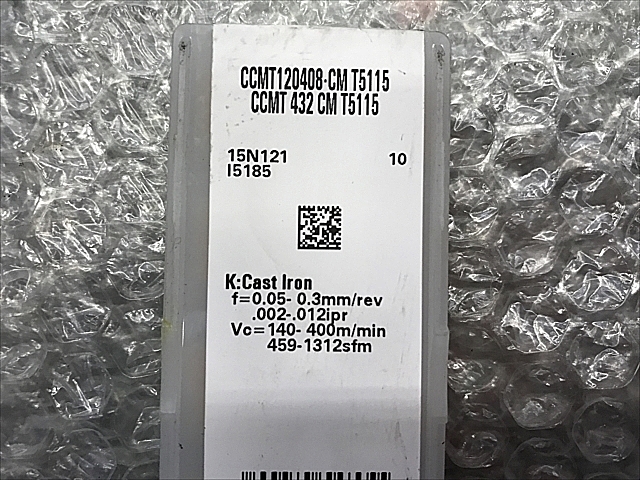 CCMT120408-CM T5115
CCMT 432 CM T5115
15N121 10
I5185
K:Cast Iron
f=0.05- 0.3mm/rev
.002-.012ipr
Vc=140- 400m/min
459-1312sfm